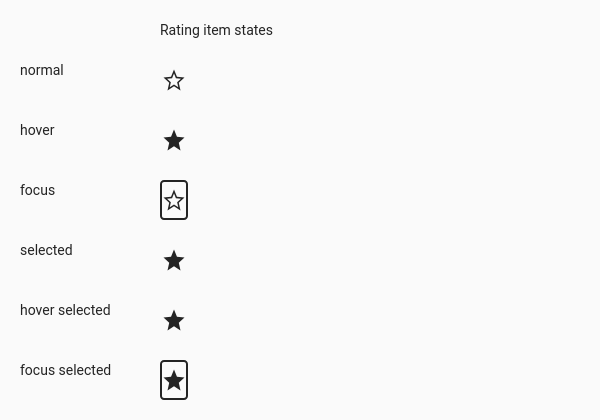 Rating item states
normal
hover
focus
selected
hover selected
focus selected